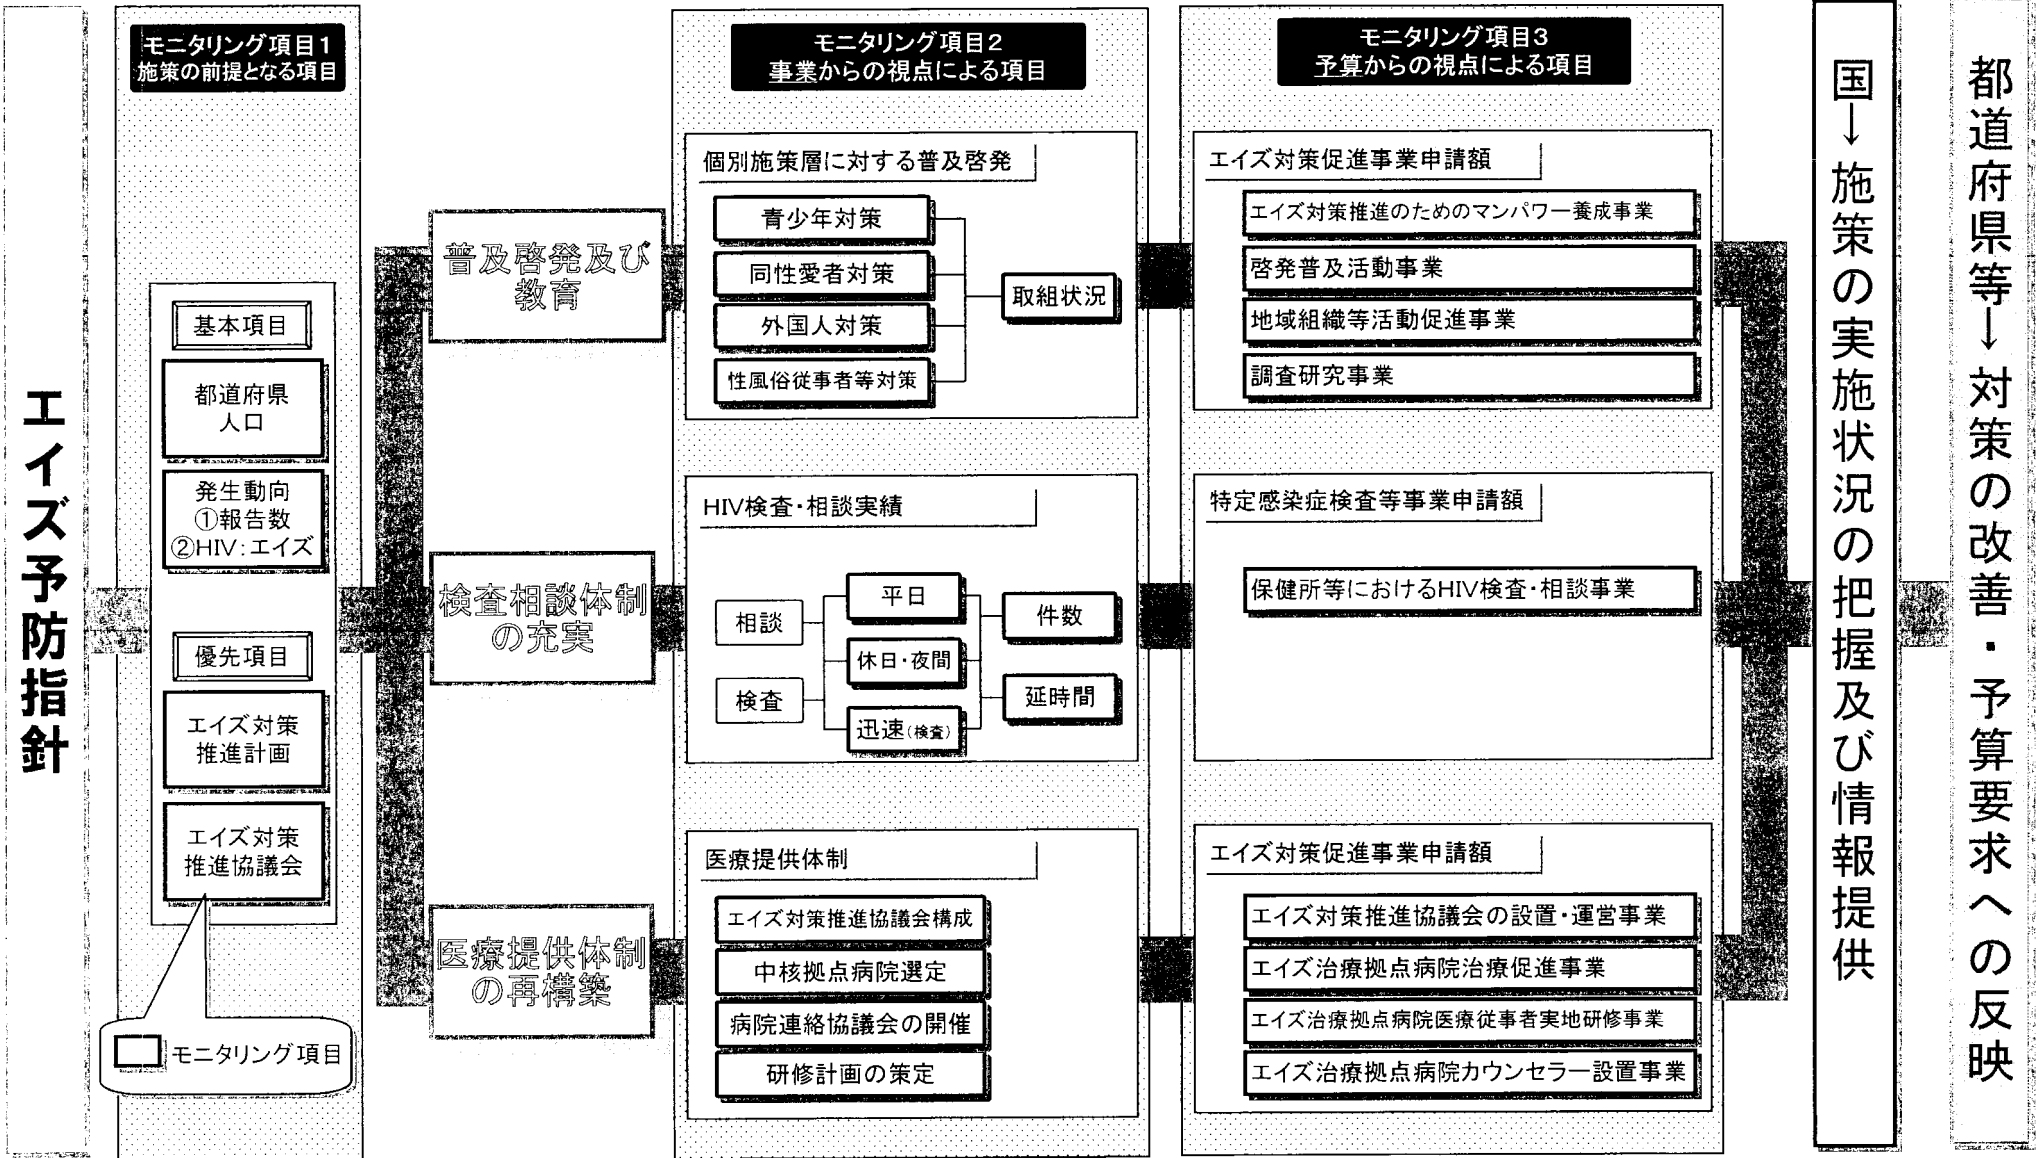 エイズ予防指針
モニタリング項目1
施策の前提となる項目
基本項目
都道府県
人口
発生動向
①報告数
②HIV:エイズ
優先項目
エイズ対策
推進計画
エイズ対策
推進協議会
モニタリング項目
普及啓発及び
教育
検査相談体制
の充実
医療提供体制
の再構築
モニタリング項目2
事業からの視点による項目
個別施策層に対する普及啓発
青少年対策
同性愛者対策
外国人対策
性風俗従事者等対策
取組状況
HIV検査・相談実績
相談
検査
平日
休日・夜間
迅速(検査)
件数
延時間
医療提供体制
エイズ対策推進協議会構成
中核拠点病院選定
病院連絡協議会の開催
研修計画の策定
モニタリング項目3
予算からの視点による項目
エイズ対策促進事業申請額
エイズ対策推進のためのマンパワー養成事業
啓発普及活動事業
地域組織等活動促進事業
調査研究事業
特定感染症検査等事業申請額
保健所等におけるHIV検査・相談事業
エイズ対策促進事業申請額
エイズ対策推進協議会の設置・運営事業
エイズ治療拠点病院治療促進事業
エイズ治療拠点病院医療従事者実地研修事業
エイズ治療拠点病院カウンセラー設置事業
国→施策の実施状況の把握及び情報提供
都道府県等→対策の改善・予算要求への反映